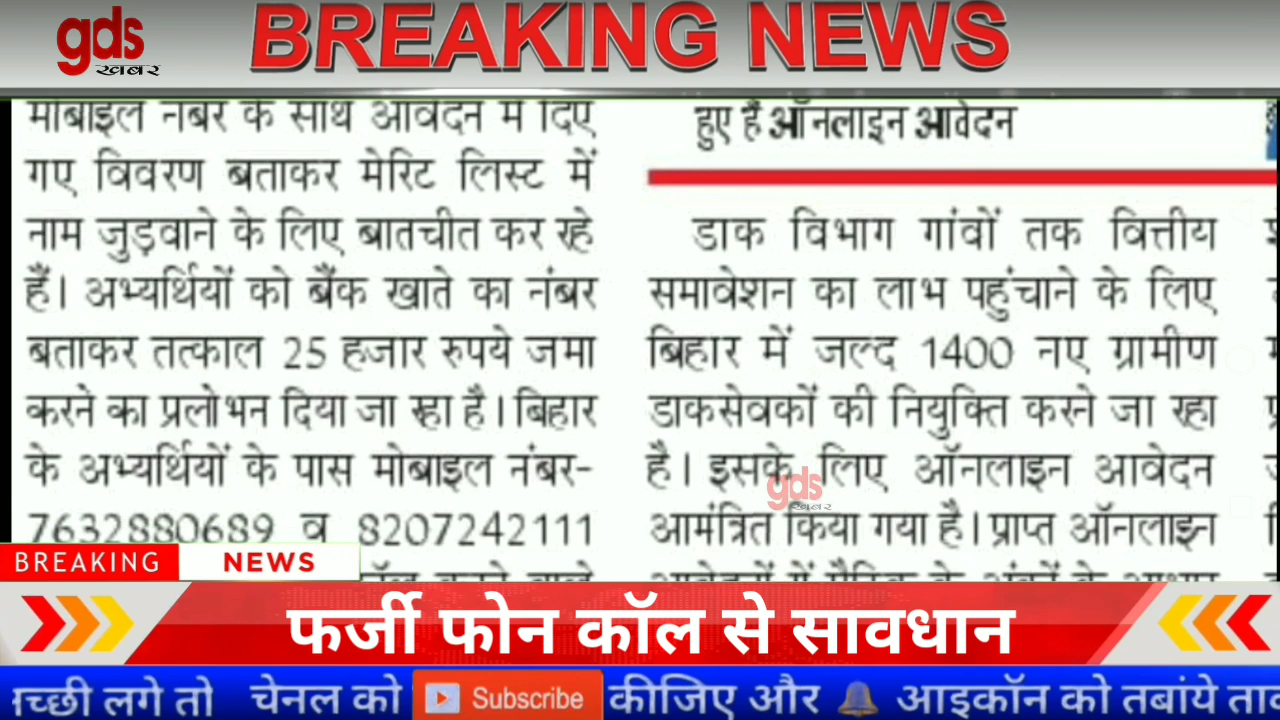 gds
खबर
BREAKING NEWS
मोबाइल नंबर के साथ आवेदन में दिए
गए विवरण बताकर मेरिट लिस्ट में
नाम जुड़वाने के लिए बातचीत कर रहे
हैं। अभ्यर्थियों को बैंक खाते का नंबर
बताकर तत्काल 25 हजार रुपये जमा
करने का प्रलोभन दिया जा रहा है। बिहार
के अभ्यर्थियों के पास मोबाइल नंबर-
7632880689 व 8207242111
हुए हैं ऑनलाइन आवेदन
डाक विभाग गांवों तक वित्तीय
समावेशन का लाभ पहुंचाने के लिए
बिहार में जल्द 1400 नए ग्रामीण
डाकसेवकों की नियुक्ति करने जा रहा
है। इसके लिए ऑनलाइन आवेदन
आमंत्रित किया गया है। प्राप्त ऑनलाइन
gds
खबर
BREAKING NEWS
फर्जी फोन कॉल से सावधान
च्छी लगे तो चेनल को Subscribe कीजिए और आइकॉन को तबांये